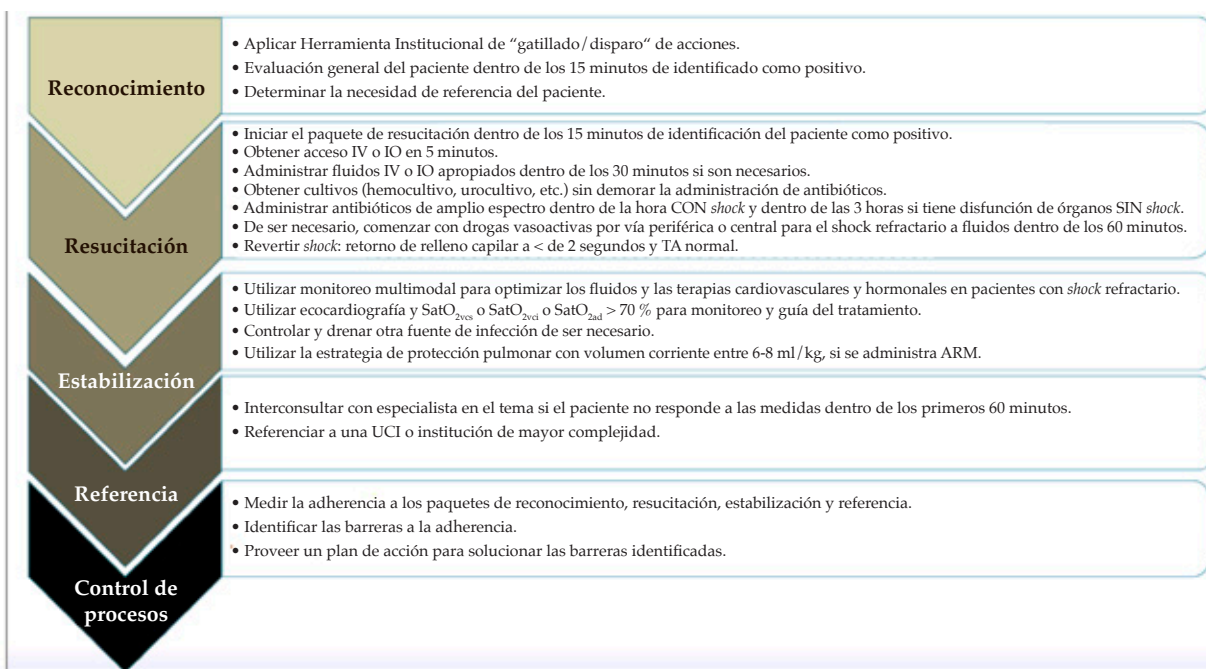 Reconocimiento
• Aplicar Herramienta Institucional de “gatillado/disparo“ de acciones.
• Evaluación general del paciente dentro de los 15 minutos de identificado como positivo.
• Determinar la necesidad de referencia del paciente.
Resucitación
• Iniciar el paquete de resucitación dentro de los 15 minutos de identificación del paciente como positivo.
• Obtener acceso IV o IO en 5 minutos.
• Administrar fluidos IV o IO apropiados dentro de los 30 minutos si son necesarios.
• Obtener cultivos (hemocultivo, urocultivo, etc.) sin demorar la administración de antibióticos.
• Administrar antibióticos de amplio espectro dentro de la hora CON shock y dentro de las 3 horas si tiene disfunción de órganos SIN shock.
• De ser necesario, comenzar con drogas vasoactivas por vía periférica o central para el shock refractario a fluidos dentro de los 60 minutos.
• Revertir shock: retorno de relleno capilar a < de 2 segundos y TA normal.
Estabilización
• Utilizar monitoreo multimodal para optimizar los fluidos y las terapias cardiovasculares y hormonales en pacientes con shock refractario.
• Utilizar ecocardiografía y SatO2vcs o SatO2vci o SatO2ad > 70 % para monitoreo y guía del tratamiento.
• Controlar y drenar otra fuente de infección de ser necesario.
• Utilizar la estrategia de protección pulmonar con volumen corriente entre 6-8 ml/kg, si se administra ARM.
Referencia
• Interconsultar con especialista en el tema si el paciente no responde a las medidas dentro de los primeros 60 minutos.
• Referenciar a una UCI o institución de mayor complejidad.
Control de
procesos
• Medir la adherencia a los paquetes de reconocimiento, resucitación, estabilización y referencia.
• Identificar las barreras a la adherencia.
• Proveer un plan de acción para solucionar las barreras identificadas.